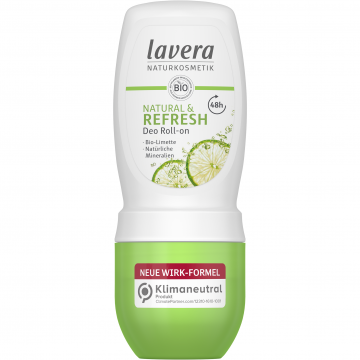 lavera
NATURKOSMETIK
BIO
NATURAL &
REFRESH
48h
Deo Roll-on
· Bio-Limette
· Natürliche
Mineralien
NEUE WIRK-FORMEL
Klimaneutral
Produkt